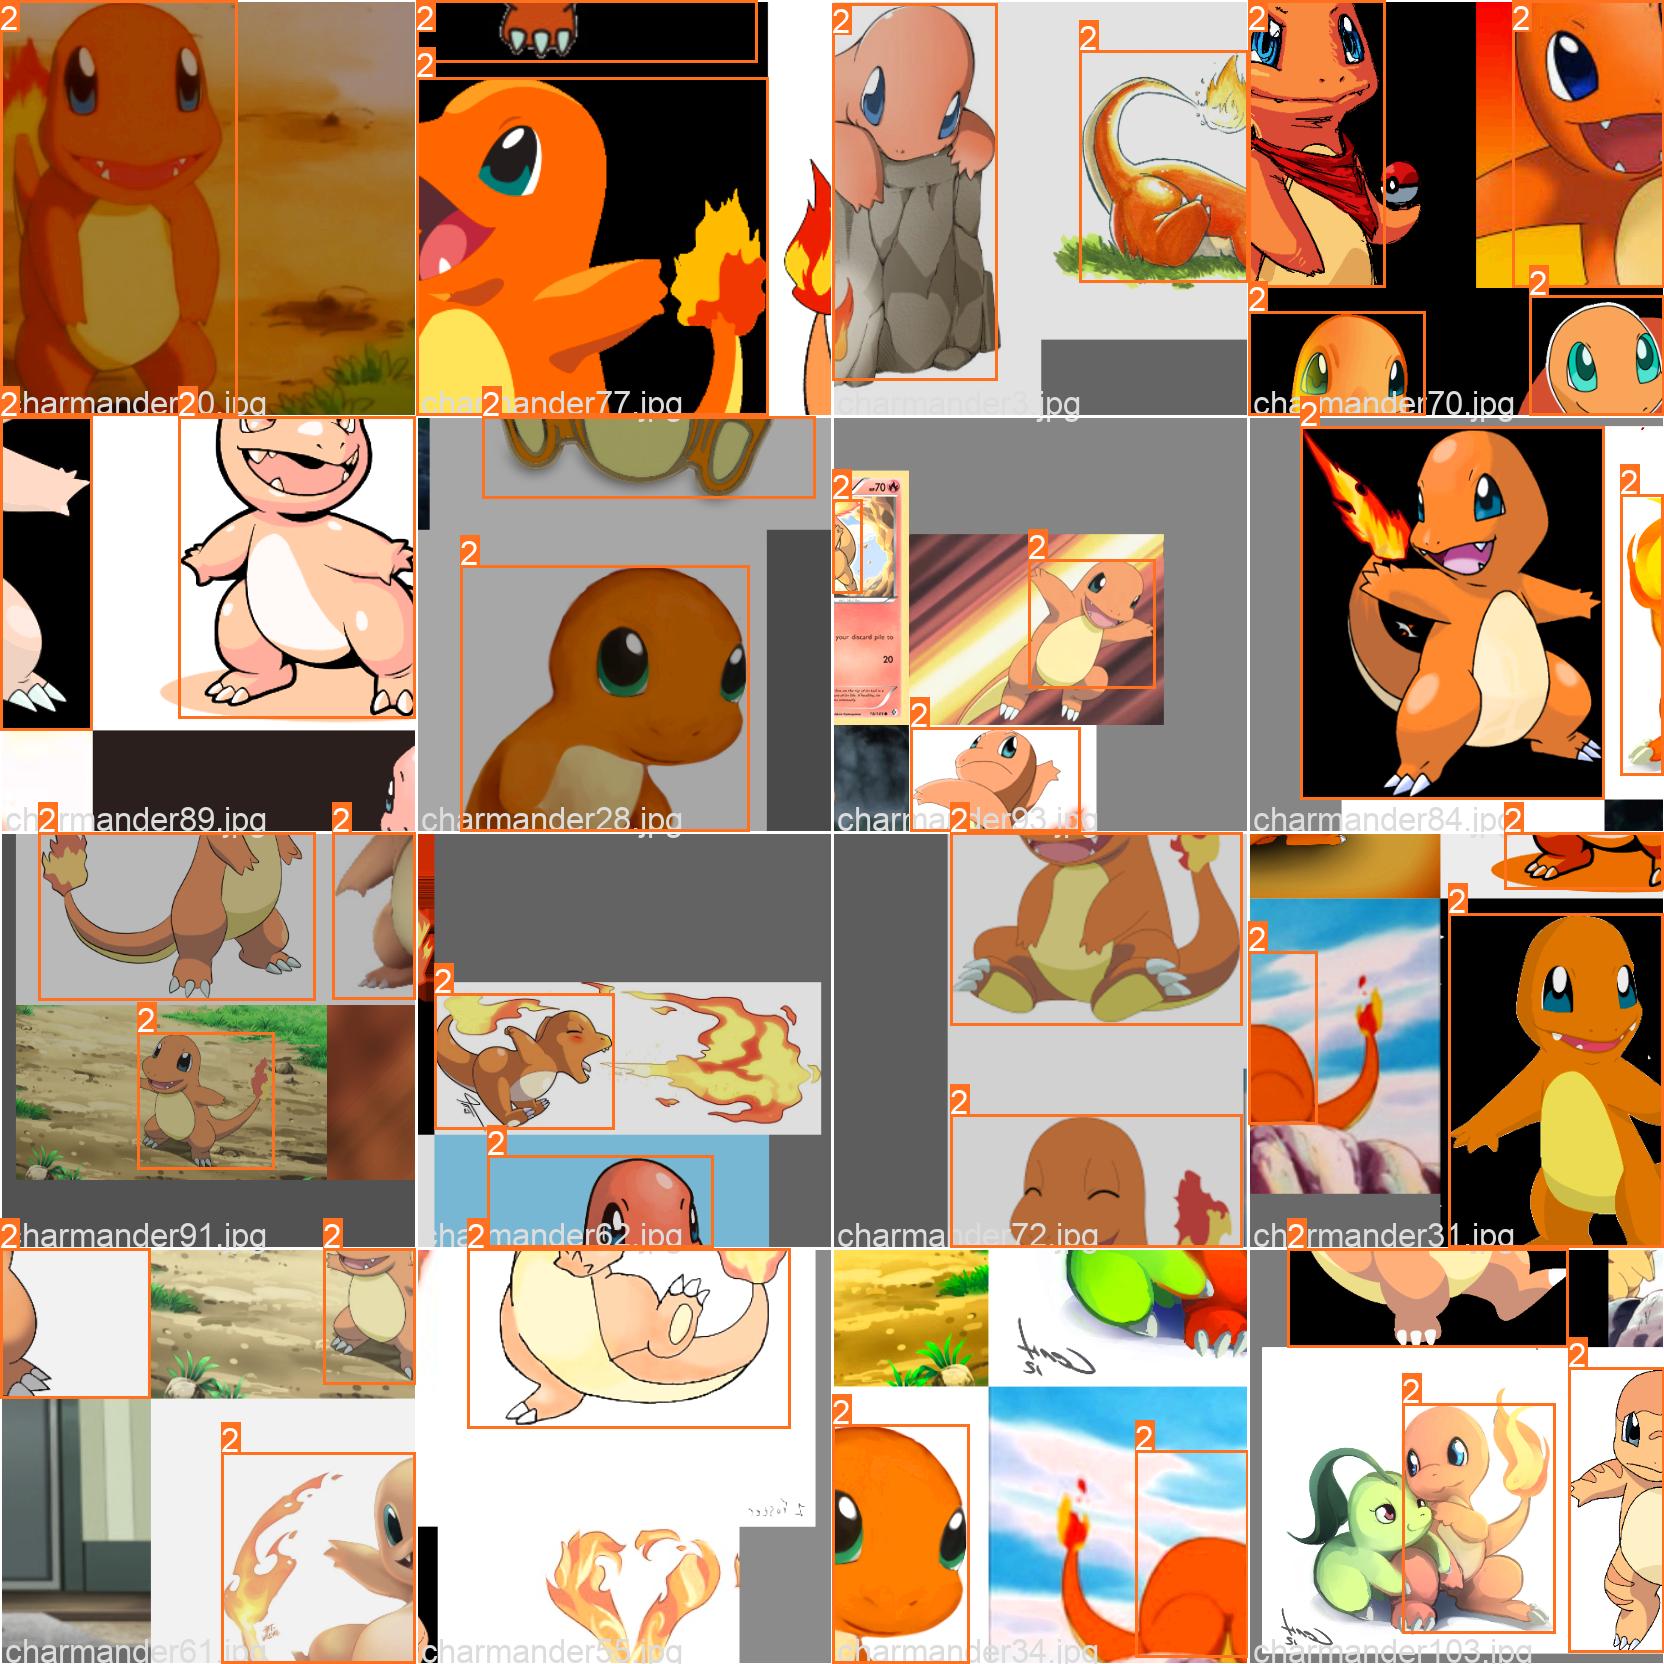 2
2
2
2
2
2
2
2
2
2
charmander20.jpg
charmander77.jpg
charmander3.jpg
charmander70.jpg
2
2
2
2
2
70
2
2
2
your discard pile to
20
2
2
charmander89.jpg
charmander28.jpg
charmander93.jpg
charmander84.jpg
2
2
2
2
2
2
2
2
2
2
charmander91.jpg
charmander62.jpg
charmander72.jpg
charmander31.jpg
2
2
2
2
2
2
2
2
2
charmander61.jpg
charmander55.jpg
charmander34.jpg
charmander103.jpg